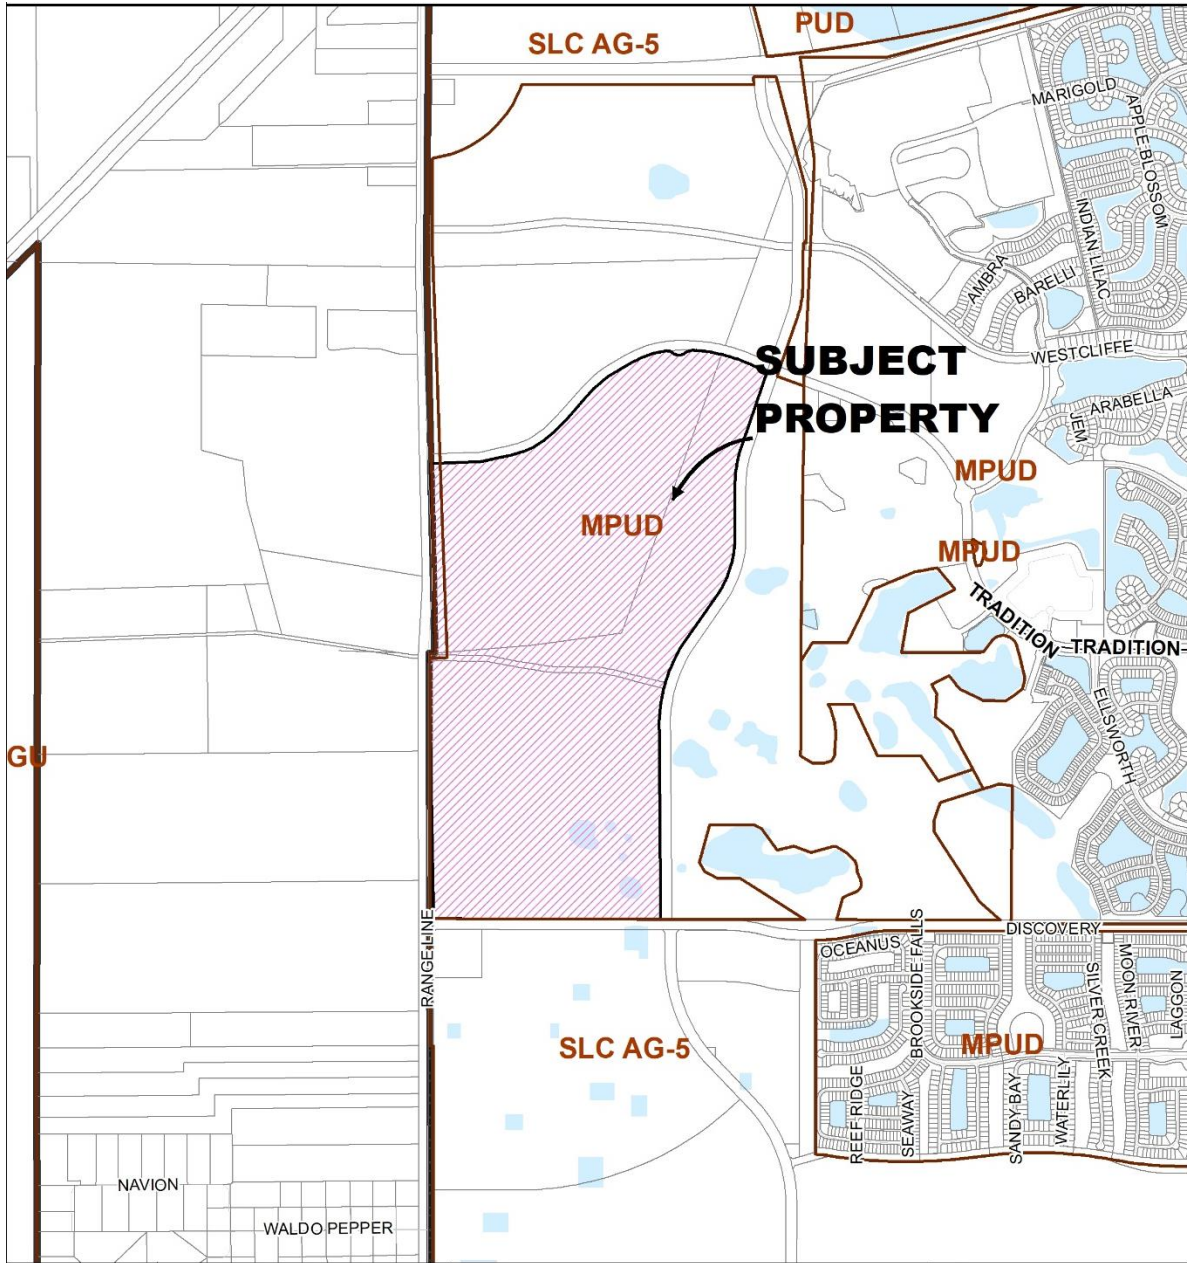 PUD
SLC AG-5
MARIGOLD
APPLE BLOSSOM
INDIAN LILAC
AMBRA
BARELLI
WESTCLIFFE
SUBJECT
PROPERTY
ARABELLA
JEM
MPUD
MPUD
MPUD
TRADITION
TRADITION
ELLSWORTH
GU
RANGE LINE
DISCOVERY
OCEANUS
BROOKSIDE FALLS
SILVER CREEK
MOON RIVER
LAGGON
SLC AG-5
MPUD
REEF RIDGE
SEAWAY
SANDY BAY
WATERLILY
NAVION
WALDO PEPPER